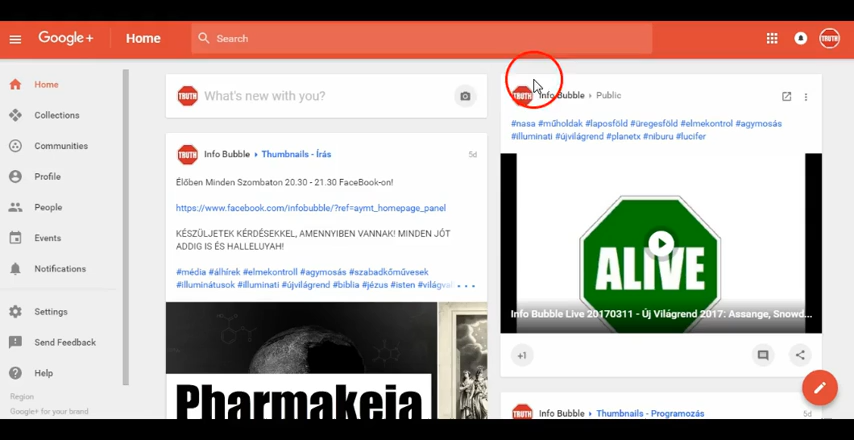 Google+
Home
Search
TRUTH
Home
Collections
Communities
Profile
People
Events
Notifications
Settings
Send Feedback
Help
Region
Google+ for your brand
TRUTH
What's new with you?
TRUTH
Info Bubble
Thumbnails - Írás
5d
Élőben Minden Szombaton 20.30 - 21.30 FaceBook-on!
https://www.facebook.com/infobubble/?ref=aymt_homepage_panel
KÉSZÜLJETEK KÉRDÉSEKKEL, AMENNYIBEN VANNAK! MINDEN JÓT
ADDIG IS ÉS HALLELUYAH!
#média #álhírek #elmekontroll #agymosás #szabadkőművesek
#illuminátusok #illuminati #újvilágrend #biblia #jézus #isten #világval
Pharmakeia
TRUTH
Info Bubble
Public
#nasa #műholdak #laposföld #üregesföld #elmekontrol #agymosás
#illuminati #újvilágrend #planetx #niburu #lucifer
ALIVE
Info Bubble Live 20170311 - Új Világrend 2017: Assange, Snowd...
+1
TRUTH
Info Bubble
Thumbnails - Programozás
5d